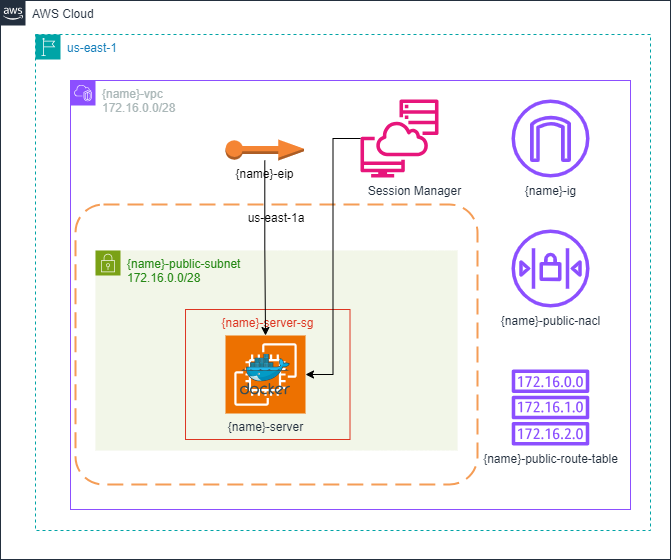 aws
AWS Cloud
us-east-1
{name}-vpc
172.16.0.0/28
{name}-eip
Session Manager
{name}-ig
us-east-1a
{name}-public-subnet
172.16.0.0/28
{name}-public-nacl
{name}-server-sg
docker
{name}-server
172.16.0.0
172.16.1.0
172.16.2.0
{name}-public-route-table